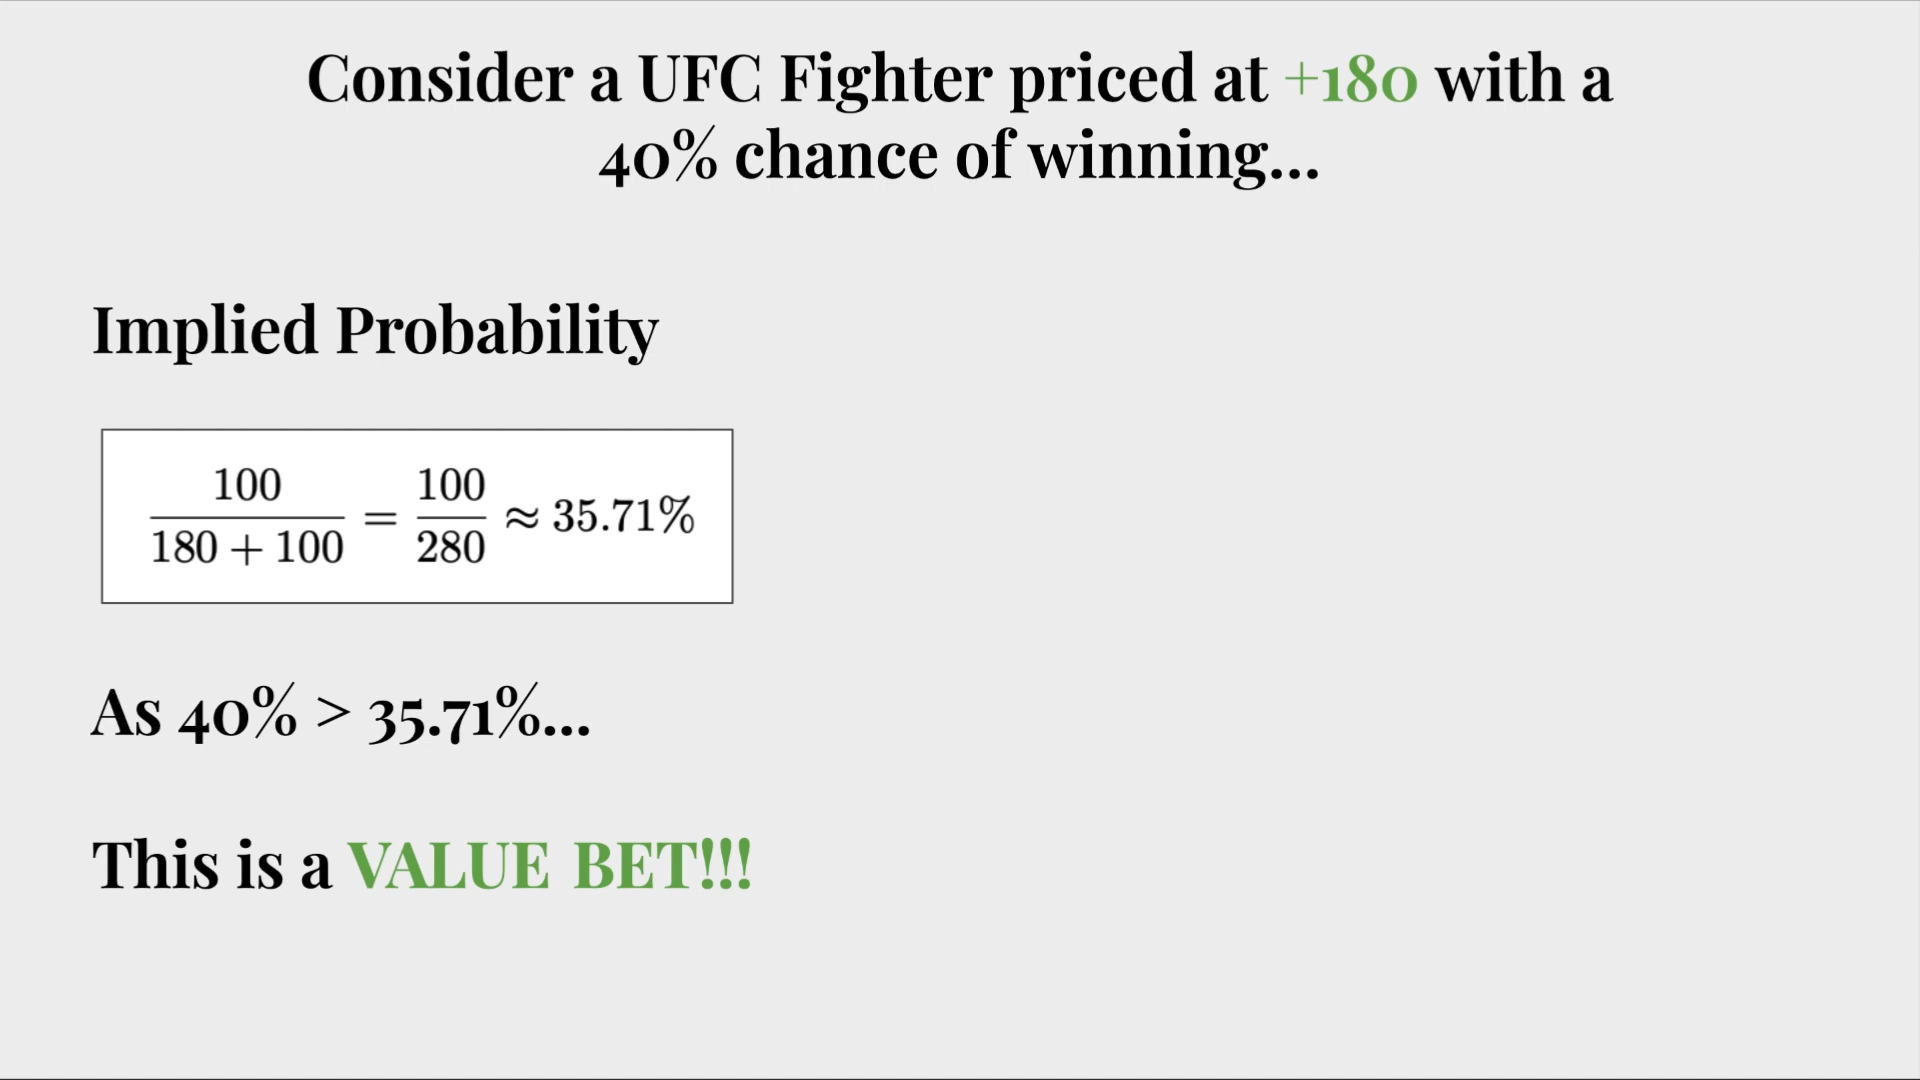 Consider a UFC Fighter priced at +180 with a
40% chance of winning...
Implied Probability
100/(180 + 100) = 100/280 ≈ 35.71%
As 40% > 35.71%...
This is a VALUE BET!!!